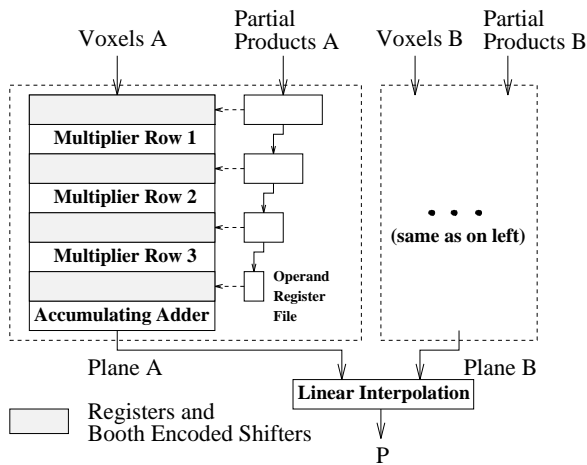 Voxels A
Partial
Products A
Voxels B
Partial
Products B
Multiplier Row 1
Multiplier Row 2
Multiplier Row 3
Accumulating Adder
Operand
Register
File
• • •
(same as on left)
Plane A
Plane B
Linear Interpolation
Registers and
Booth Encoded Shifters
P